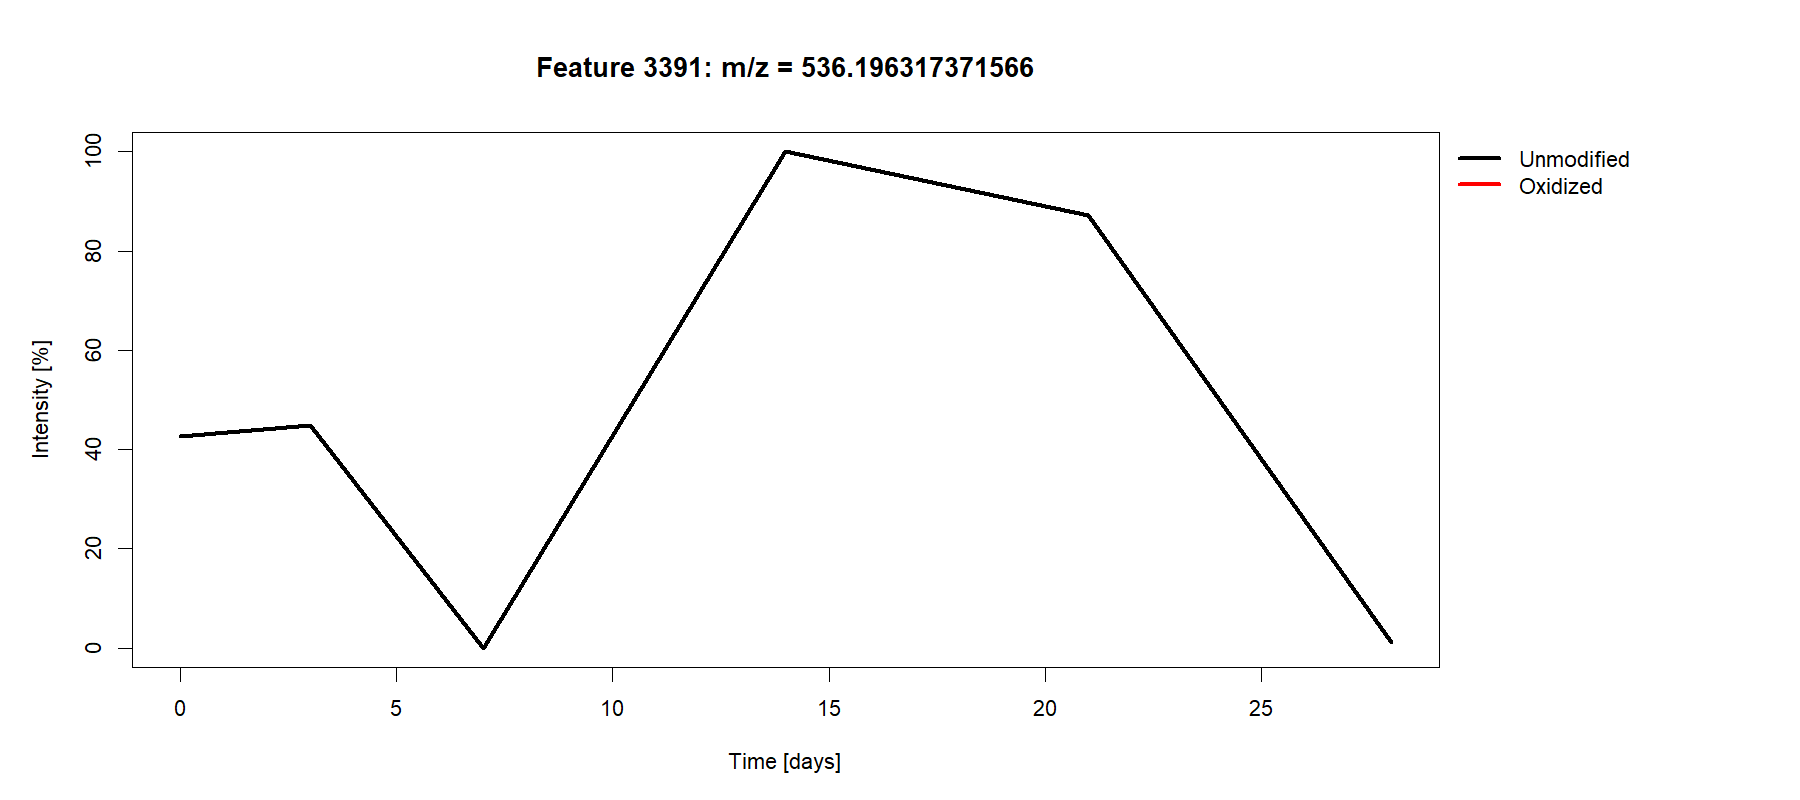 Feature 3391: m/z = 536.196317371566
Unmodified
Oxidized
Intensity [%]
100
80
60
40
20
0
0 5 10 15 20 25
Time [days]